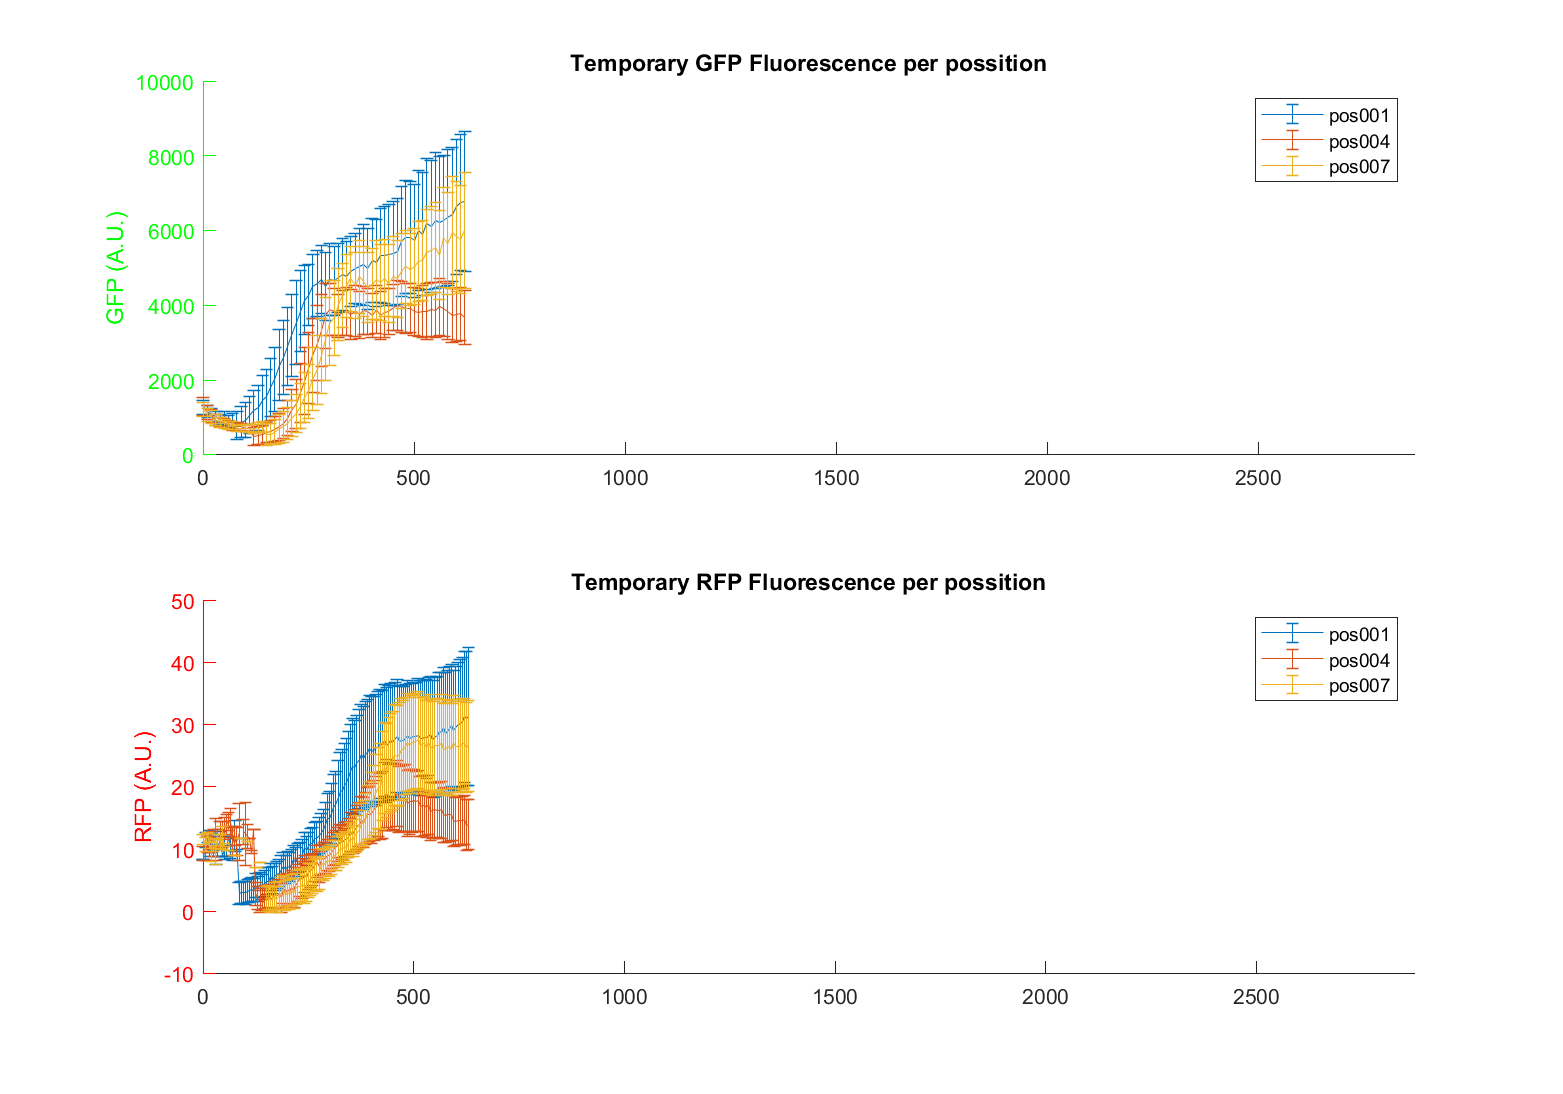 Temporary GFP Fluorescence per possition
GFP (A.U.)
10000
8000
6000
4000
2000
0
0 500 1000 1500 2000 2500
pos001
pos004
pos007
Temporary RFP Fluorescence per possition
RFP (A.U.)
50
40
30
20
10
0
-10
0 500 1000 1500 2000 2500
pos001
pos004
pos007